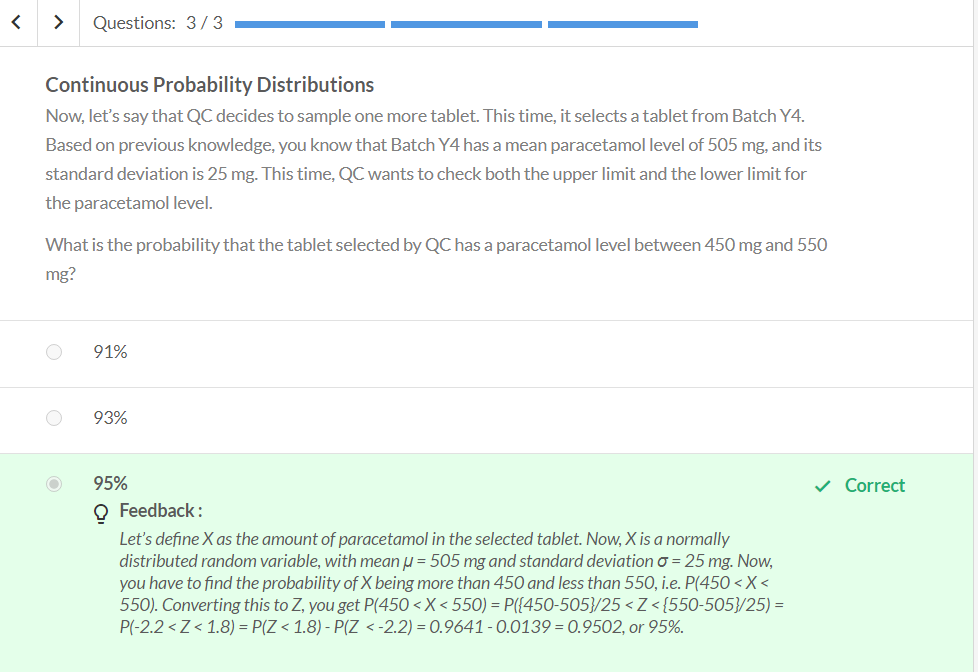 Questions: 3 / 3
Continuous Probability Distributions
Now, let’s say that QC decides to sample one more tablet. This time, it selects a tablet from Batch Y4.
Based on previous knowledge, you know that Batch Y4 has a mean paracetamol level of 505 mg, and its
standard deviation is 25 mg. This time, QC wants to check both the upper limit and the lower limit for
the paracetamol level.
What is the probability that the tablet selected by QC has a paracetamol level between 450 mg and 550
mg?
91%
93%
95%
Correct
Feedback :
Let’s define X as the amount of paracetamol in the selected tablet. Now, X is a normally
distributed random variable, with mean μ = 505 mg and standard deviation σ = 25 mg. Now,
you have to find the probability of X being more than 450 and less than 550, i.e. P(450 < X <
550). Converting this to Z, you get P(450 < X < 550) = P({450-505}/25 < Z < {550-505}/25) =
P(-2.2 < Z < 1.8) = P(Z < 1.8) - P(Z < -2.2) = 0.9641 - 0.0139 = 0.9502, or 95%.